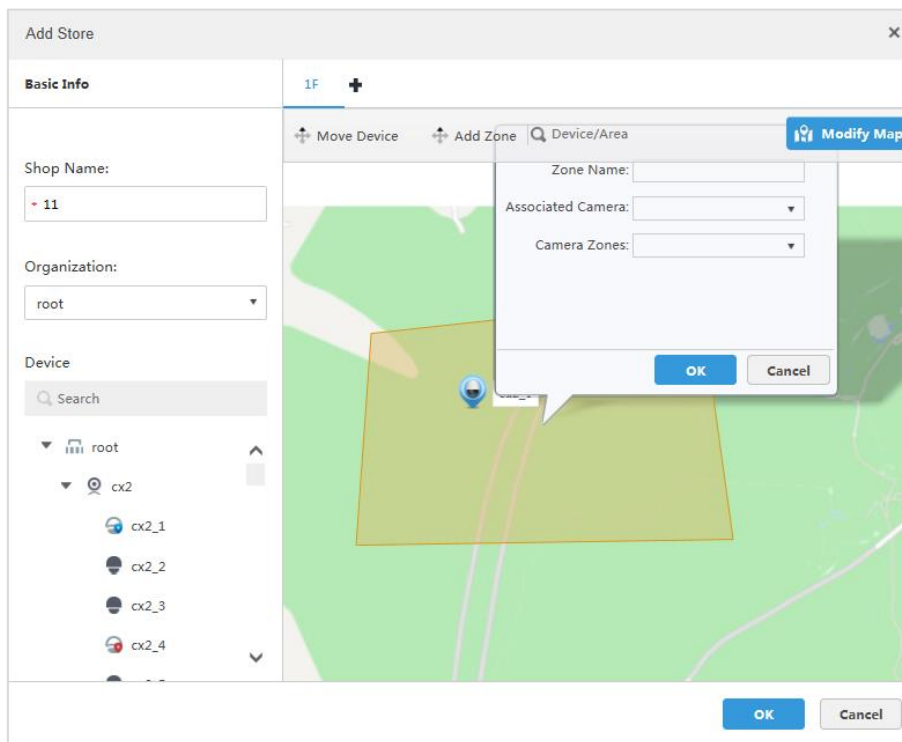 Add Store
×
Basic Info
1F
Move Device
Add Zone
Device/Area
Modify Map
Shop Name:
* 11
Organization:
root
Device
Search
root
cx2
cx2_1
cx2_2
cx2_3
cx2_4
Zone Name:
Associated Camera:
Camera Zones:
OK
Cancel
OK
Cancel